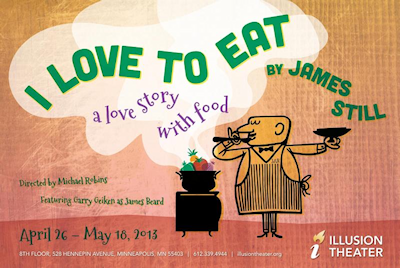 I LOVE TO EAT
BY JAMES
STILL
a love story
with food
Directed by Michael Robins
Featuring Garry Geiken as James Beard
April 26 – May 18, 2013
8TH FLOOR, 528 HENNEPIN AVENUE, MINNEAPOLIS, MN 55403 | 612.339.4944 | illusiontheater.org
i
ILLUSION
THEATER